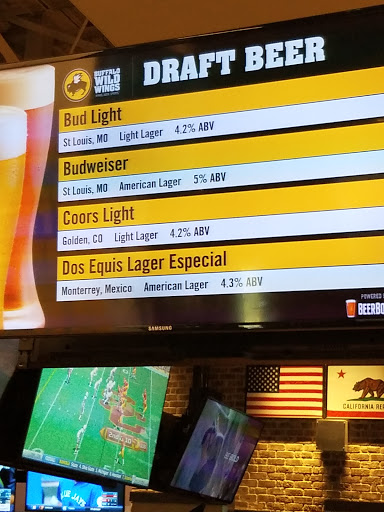 BUFFALO
WILD
WINGS
DRAFT BEER
Bud Light
St Louis, MO Light Lager 4.2% ABV
Budweiser
St Louis, MO American Lager 5% ABV
Coors Light
Golden, CO Light Lager 4.2% ABV
Dos Equis Lager Especial
Monterrey, Mexico American Lager 4.3% ABV
POWERED
BEERBO
SAMSUNG
CALIFORNIA RE